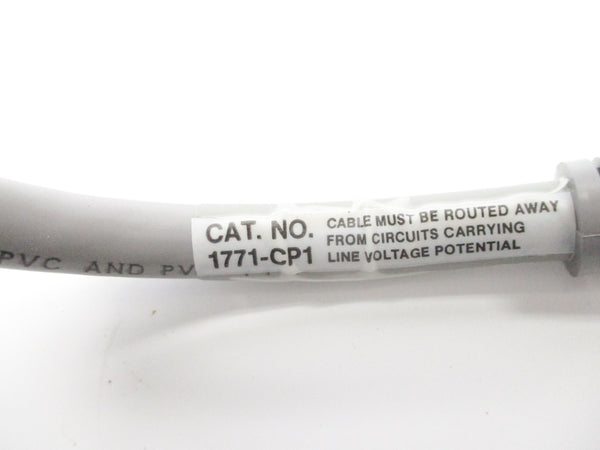 CAT. NO.
1771-CP1
CABLE MUST BE ROUTED AWAY
FROM CIRCUITS CARRYING
LINE VOLTAGE POTENTIAL
PVC AND PV